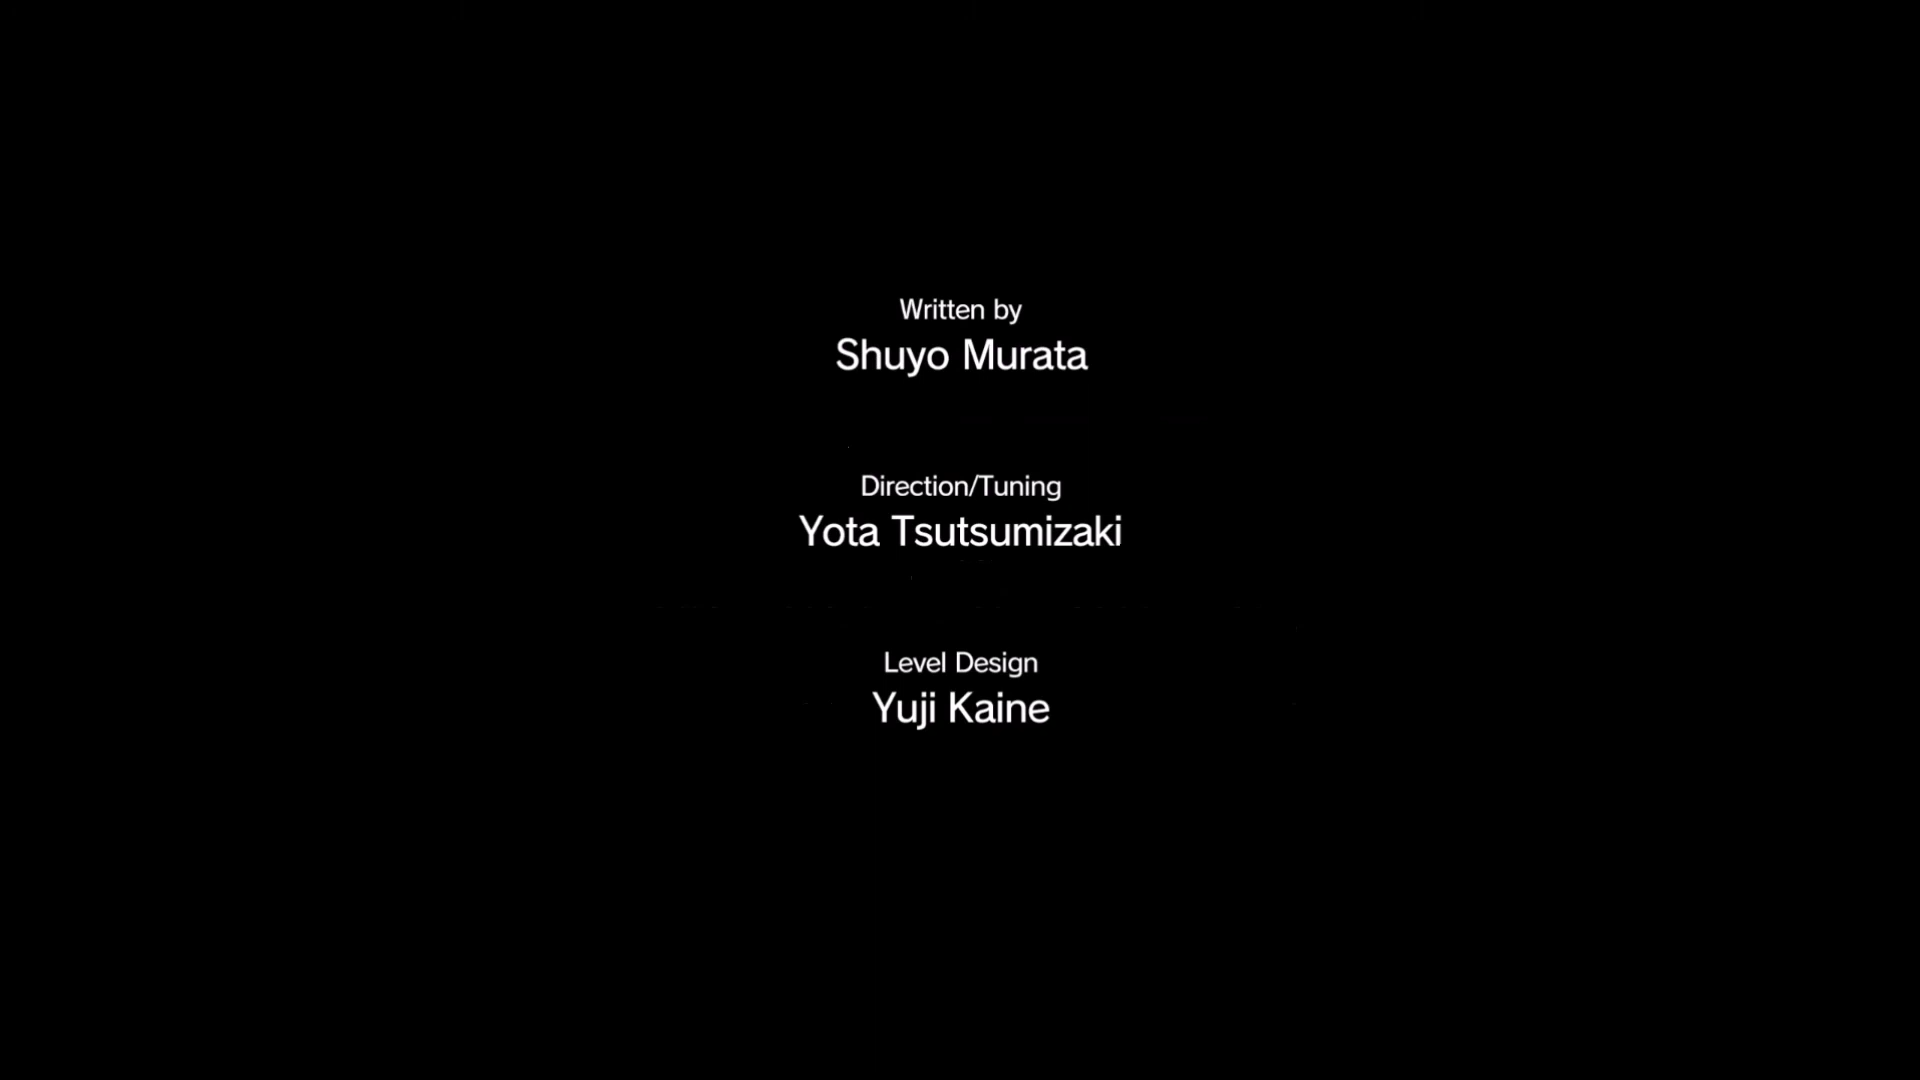 Written by
Shuyo Murata
Direction/Tuning
Yota Tsutsumizaki
Level Design
Yuji Kaine